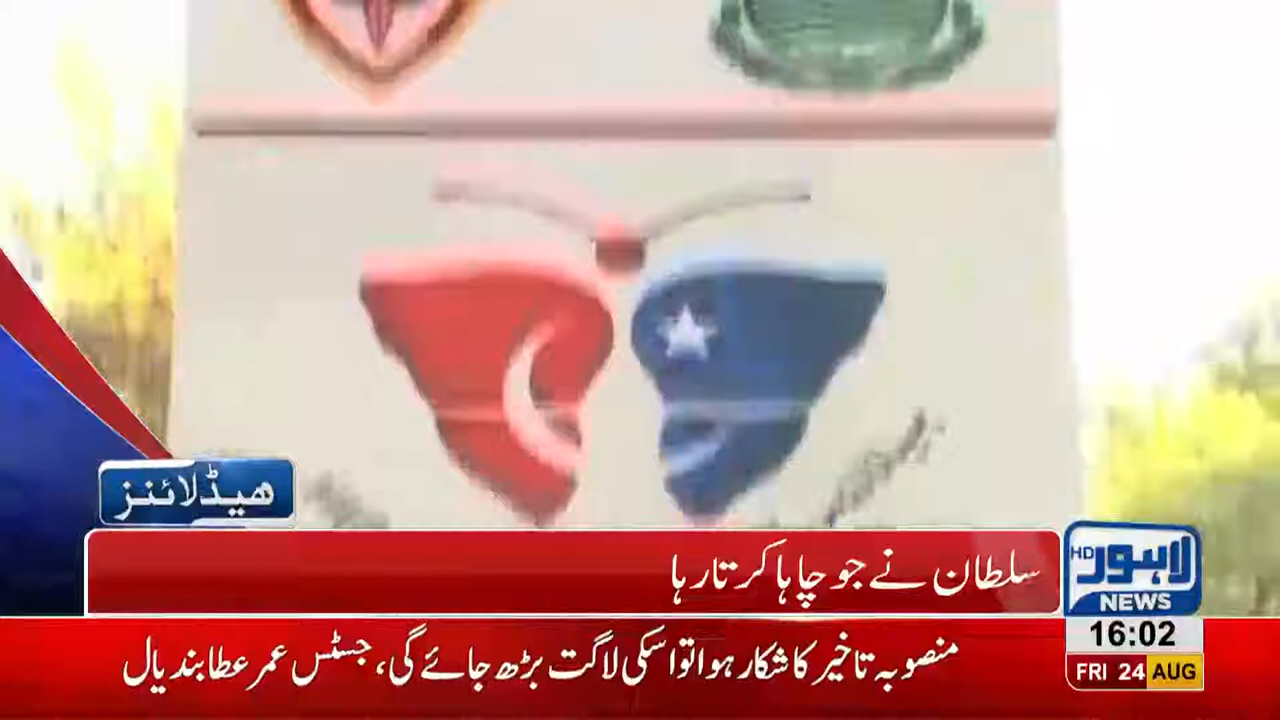 ھیڈلائنز
سلطان نے جو چاہا کرتا رہا
HD
لاہور
NEWS
16:02
منصوبہ تاخیر کا شکار ہوا تو اسکی لاگت بڑھ جائے گی، جسٹس عمر عطا بندیال
FRI 24 AUG